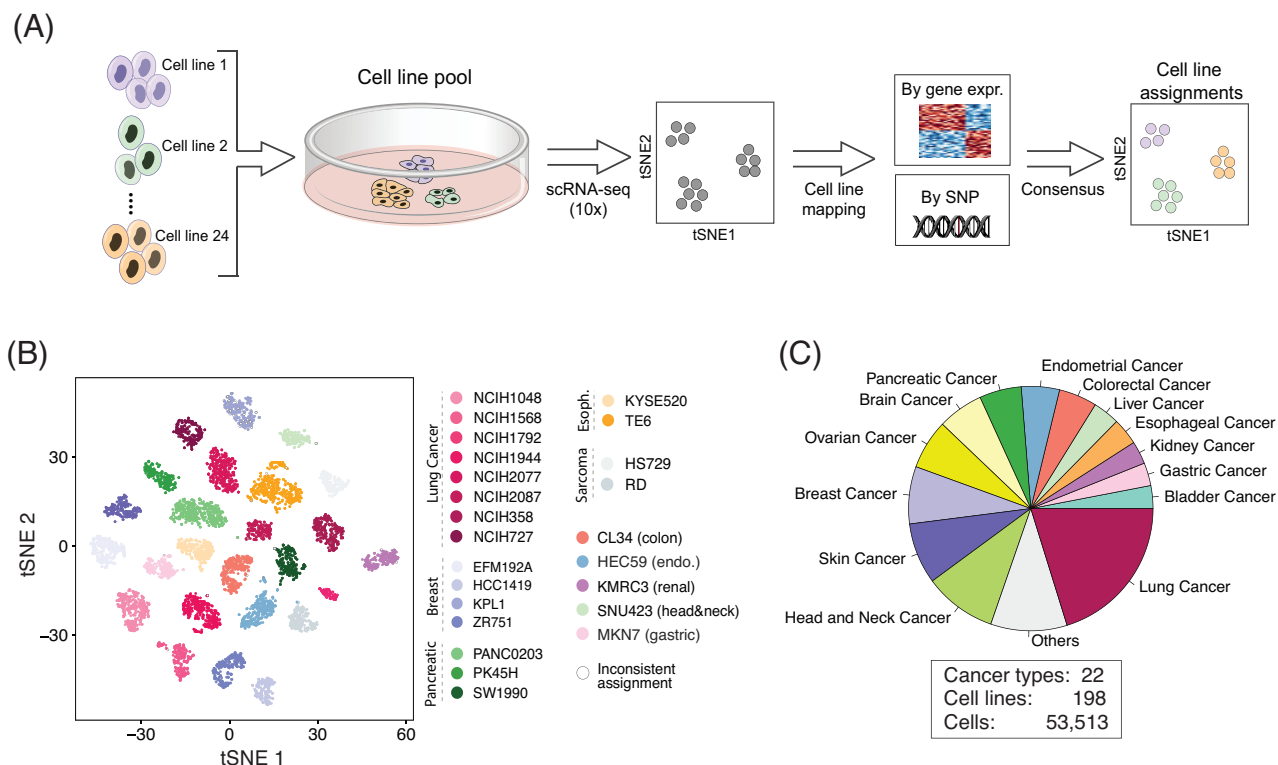 (A)
Cell line 1
Cell line 2
Cell line 24
Cell line pool
scRNA-seq
(10x)
tSNE2
tSNE1
Cell line
mapping
By gene expr.
By SNP
Consensus
Cell line
assignments
tSNE2
tSNE1
(B)
tSNE 2
30
0
−30
−30
0
30
60
tSNE 1
Lung Cancer
NCIH1048
NCIH1568
NCIH1792
NCIH1944
NCIH2077
NCIH2087
NCIH358
NCIH727
Breast
EFM192A
HCC1419
KPL1
ZR751
Pancreatic
PANC0203
PK45H
SW1990
Esoph.
KYSE520
TE6
Sarcoma
HS729
RD
CL34 (colon)
HEC59 (endo.)
KMRC3 (renal)
SNU423 (head&neck)
MKN7 (gastric)
Inconsistent
assignment
(C)
Endometrial Cancer
Colorectal Cancer
Liver Cancer
Esophageal Cancer
Kidney Cancer
Gastric Cancer
Bladder Cancer
Lung Cancer
Others
Head and Neck Cancer
Skin Cancer
Breast Cancer
Ovarian Cancer
Brain Cancer
Pancreatic Cancer
Cancer types: 22
Cell lines: 198
Cells: 53,513